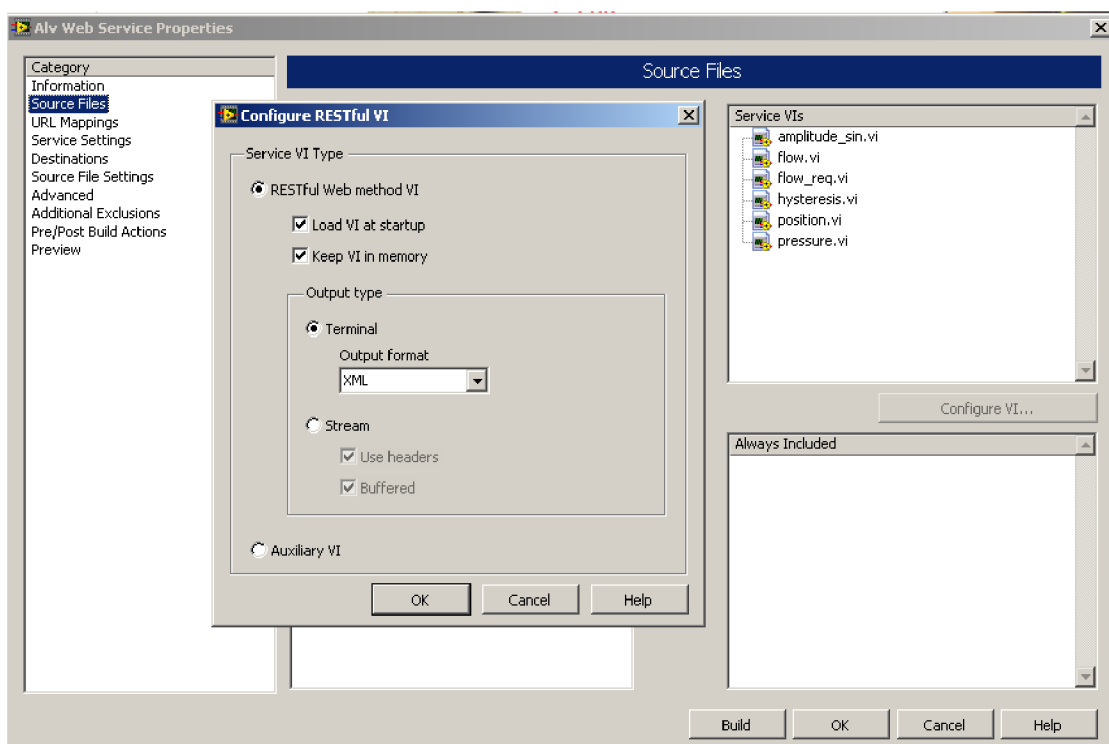 Alv Web Service Properties
Category
Information
Source Files
URL Mappings
Service Settings
Destinations
Source File Settings
Advanced
Additional Exclusions
Pre/Post Build Actions
Preview
Source Files
Configure RESTful VI
Service VI Type
RESTful Web method VI
Load VI at startup
Keep VI in memory
Output type
Terminal
Output format
XML
Stream
Use headers
Buffered
Auxiliary VI
OK
Cancel
Help
Service VIs
amplitude_sin.vi
flow.vi
flow_req.vi
hysteresis.vi
position.vi
pressure.vi
Configure VI...
Always Included
Build
OK
Cancel
Help